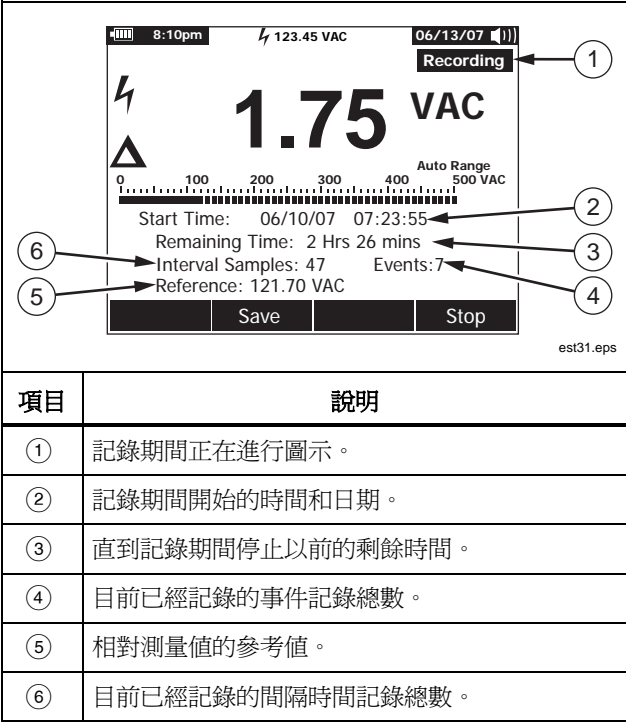 8:10pm 123.45 VAC 06/13/07
Recording 1
1.75 VAC
Auto Range
0 100 200 300 400 500 VAC
Start Time: 06/10/07 07:23:55 2
Remaining Time: 2 Hrs 26 mins 3
6 Interval Samples: 47 Events:7 4
5 Reference: 121.70 VAC
Save Stop
est31.eps
項目 說明
1 記錄期間正在進行圖示。
2 記錄期間開始的時間和日期。
3 直到記錄期間停止以前的剩餘時間。
4 目前已經記錄的事件記錄總數。
5 相對測量值的參考值。
6 目前已經記錄的間隔時間記錄總數。